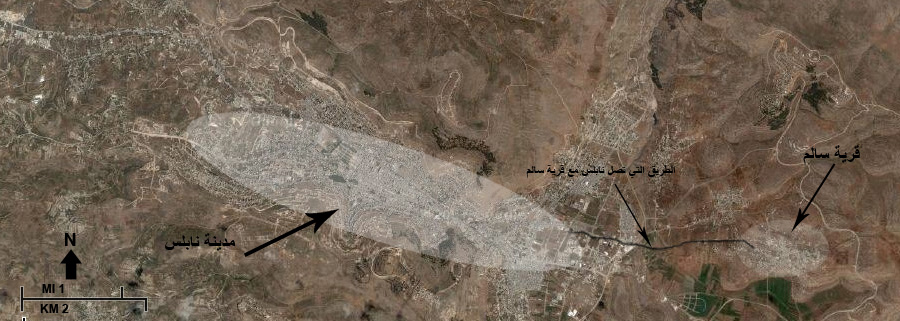 قرية سالم
الطريق التي تصل نابلس مع قرية سالم
مدينة نابلس
N
MI 1
KM 2